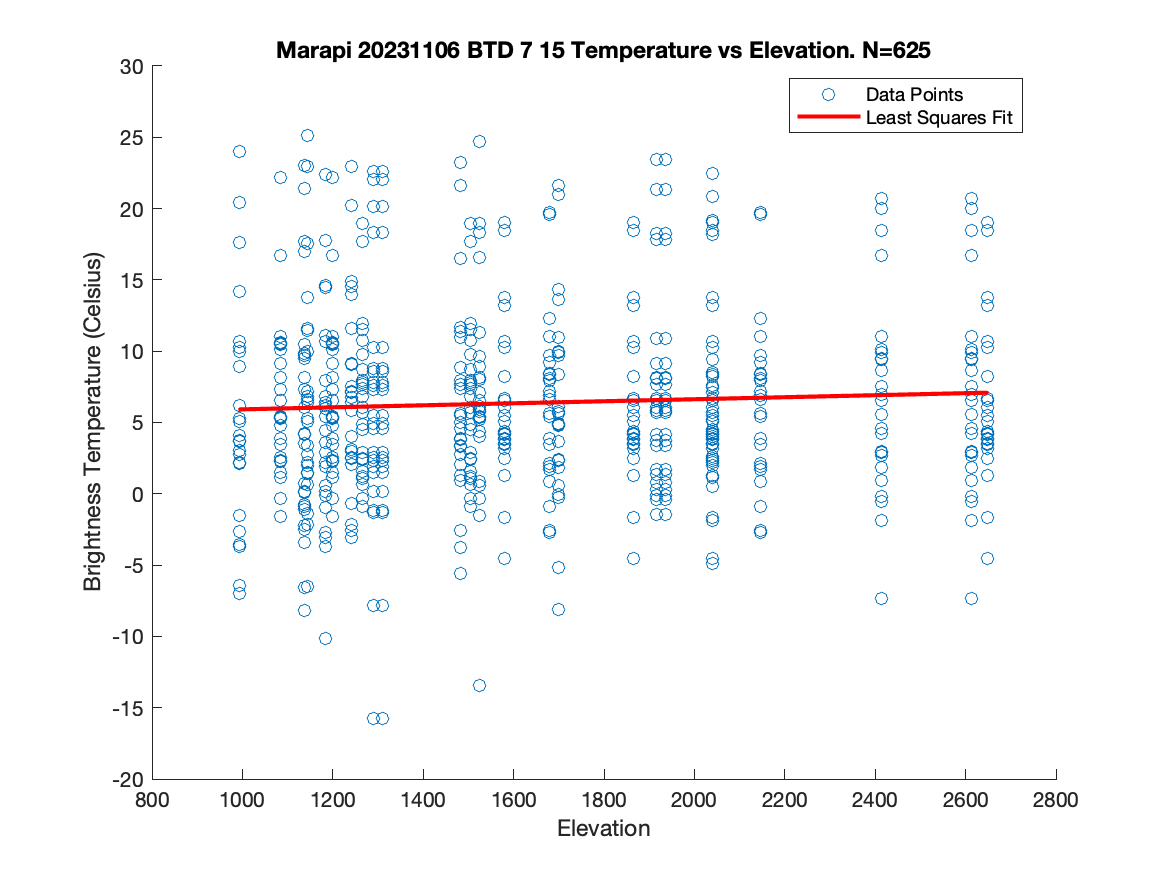 Marapi 20231106 BTD 7 15 Temperature vs Elevation. N=625
Data Points
Least Squares Fit
Brightness Temperature (Celsius)
30
25
20
15
10
5
0
-5
-10
-15
-20
800 1000 1200 1400 1600 1800 2000 2200 2400 2600 2800
Elevation